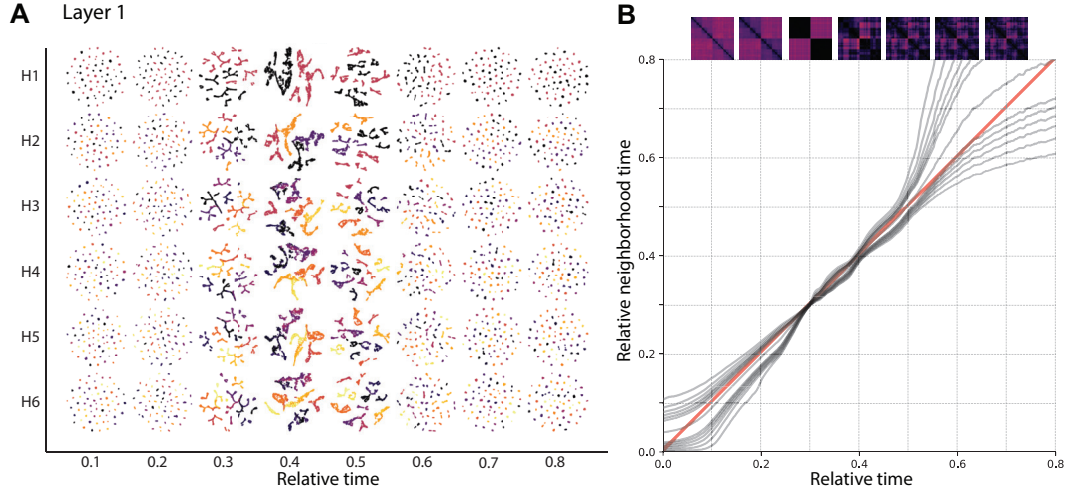 A
Layer 1
H1
H2
H3
H4
H5
H6
0.1 0.2 0.3 0.4 0.5 0.6 0.7 0.8
Relative time
B
Relative neighborhood time
0.8
0.6
0.4
0.2
0.0
0.0 0.2 0.4 0.6 0.8
Relative time